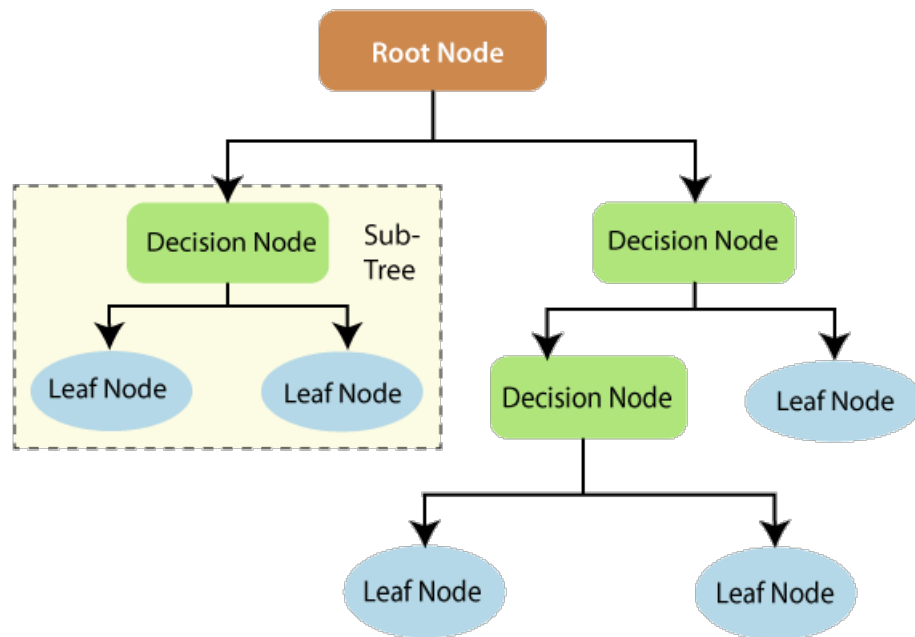 Root Node
Decision Node
Sub-
Tree
Decision Node
Leaf Node
Leaf Node
Decision Node
Leaf Node
Leaf Node
Leaf Node